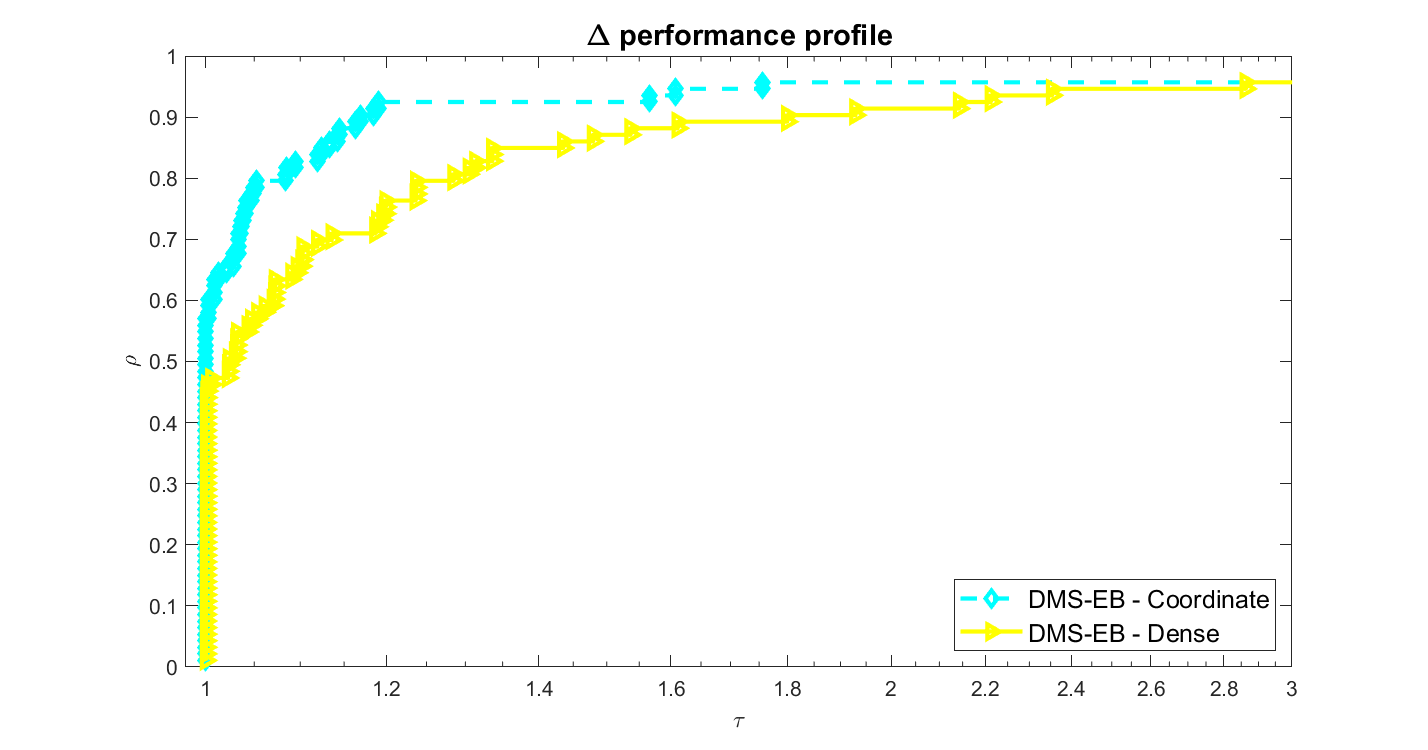 Δ performance profile
1
0.9
0.8
0.7
0.6
0.5
0.4
0.3
0.2
0.1
0
ρ
1 1.2 1.4 1.6 1.8 2 2.2 2.4 2.6 2.8 3
τ
DMS-EB - Coordinate
DMS-EB - Dense